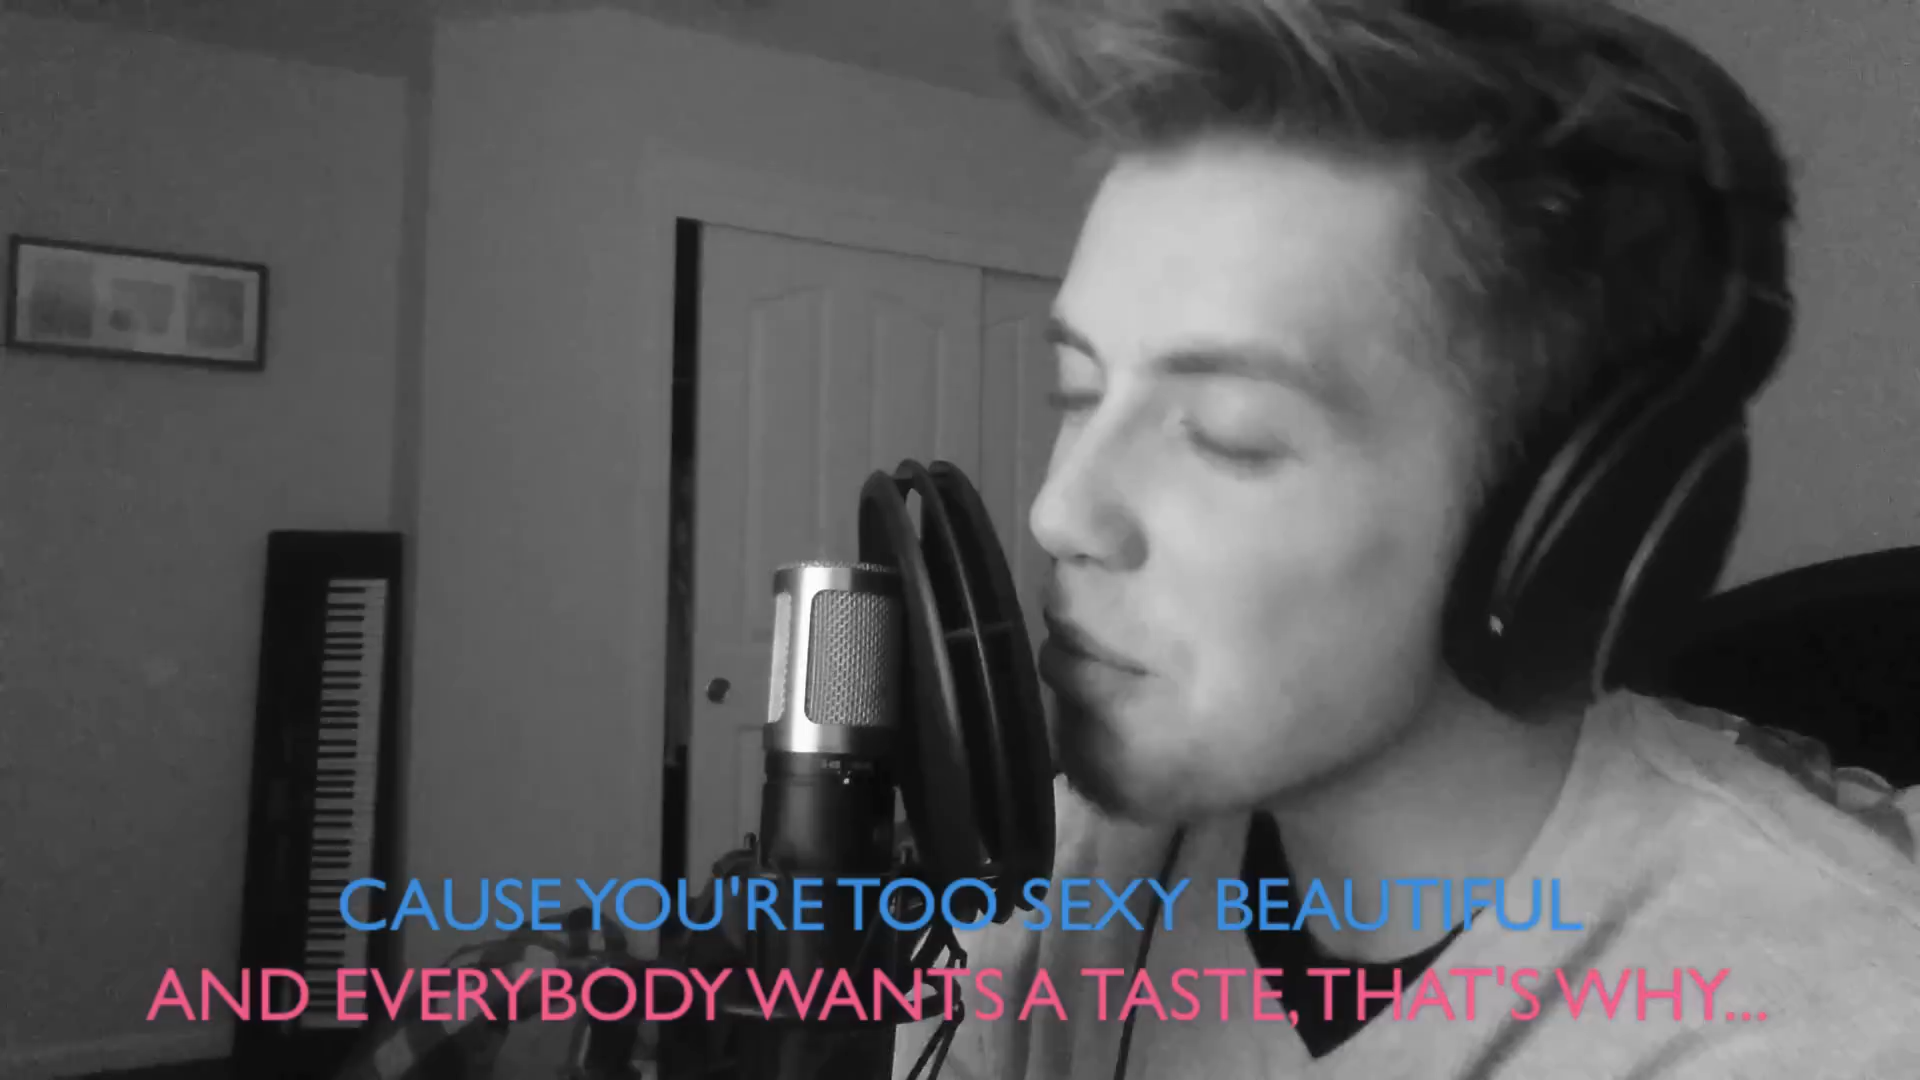 CAUSE YOU'RE TOO SEXY BEAUTIFUL
AND EVERYBODY WANTS A TASTE, THAT'S WHY...